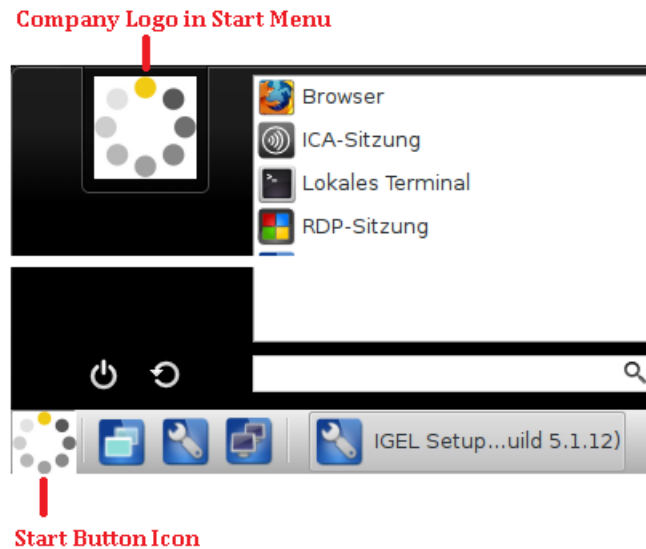 Company Logo in Start Menu
Browser
ICA-Sitzung
Lokales Terminal
RDP-Sitzung
IGEL Setup...uild 5.1.12)
Start Button Icon